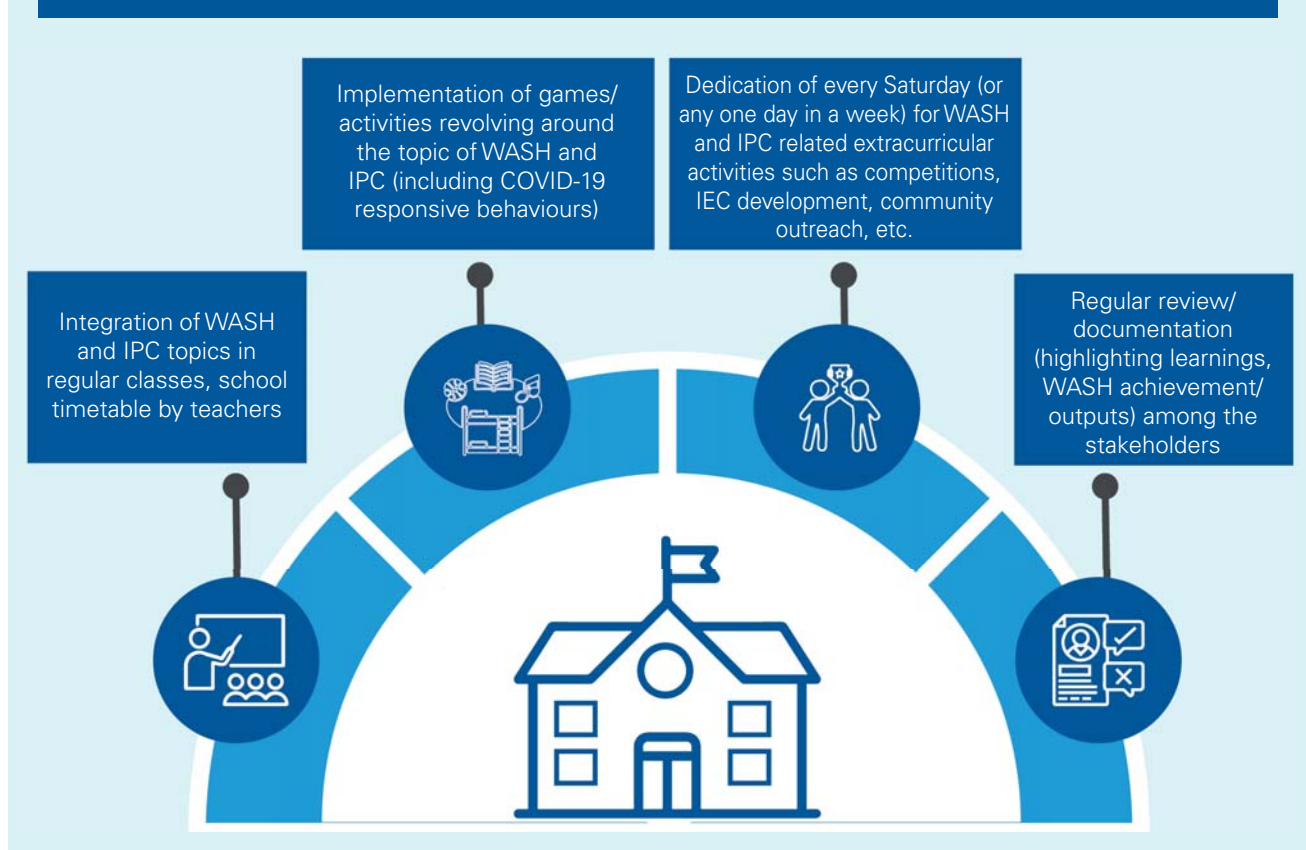 Integration of WASH
and IPC topics in
regular classes, school
timetable by teachers
Implementation of games/
activities revolving around
the topic of WASH and
IPC (including COVID-19
responsive behaviours)
Dedication of every Saturday (or
any one day in a week) for WASH
and IPC related extracurricular
activities such as competitions,
IEC development, community
outreach, etc.
Regular review/
documentation
(highlighting learnings,
WASH achievement/
outputs) among the
stakeholders